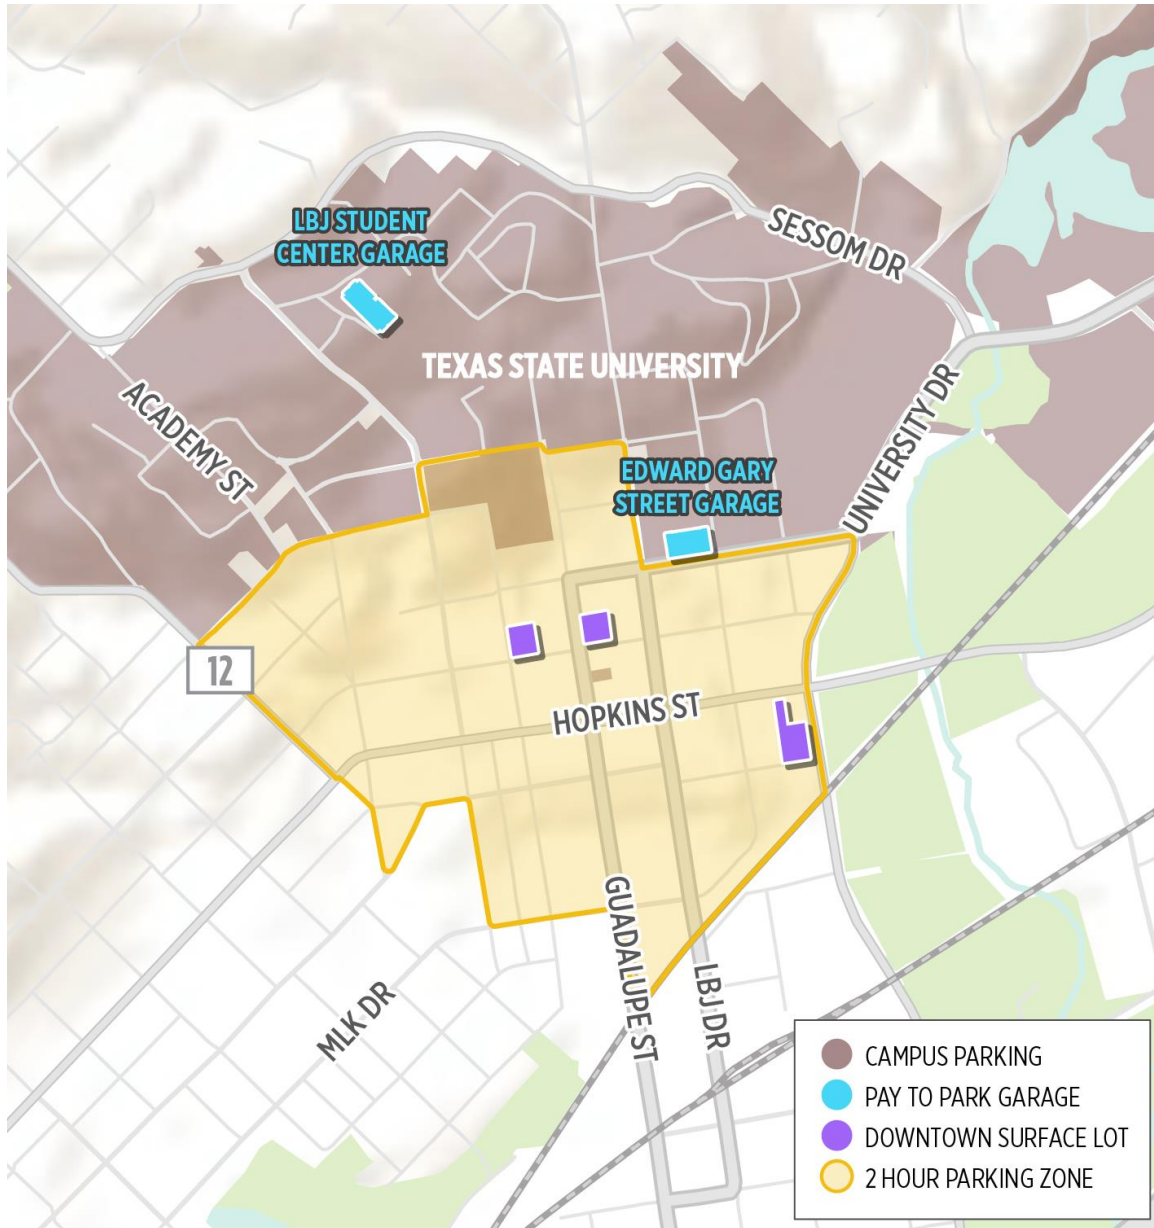 LBJ STUDENT
CENTER GARAGE
SESSOM DR
TEXAS STATE UNIVERSITY
ACADEMY ST
UNIVERSITY DR
EDWARD GARY
STREET GARAGE
12
HOPKINS ST
GUADALUPE ST
LBJ DR
MLK DR
CAMPUS PARKING
PAY TO PARK GARAGE
DOWNTOWN SURFACE LOT
2 HOUR PARKING ZONE